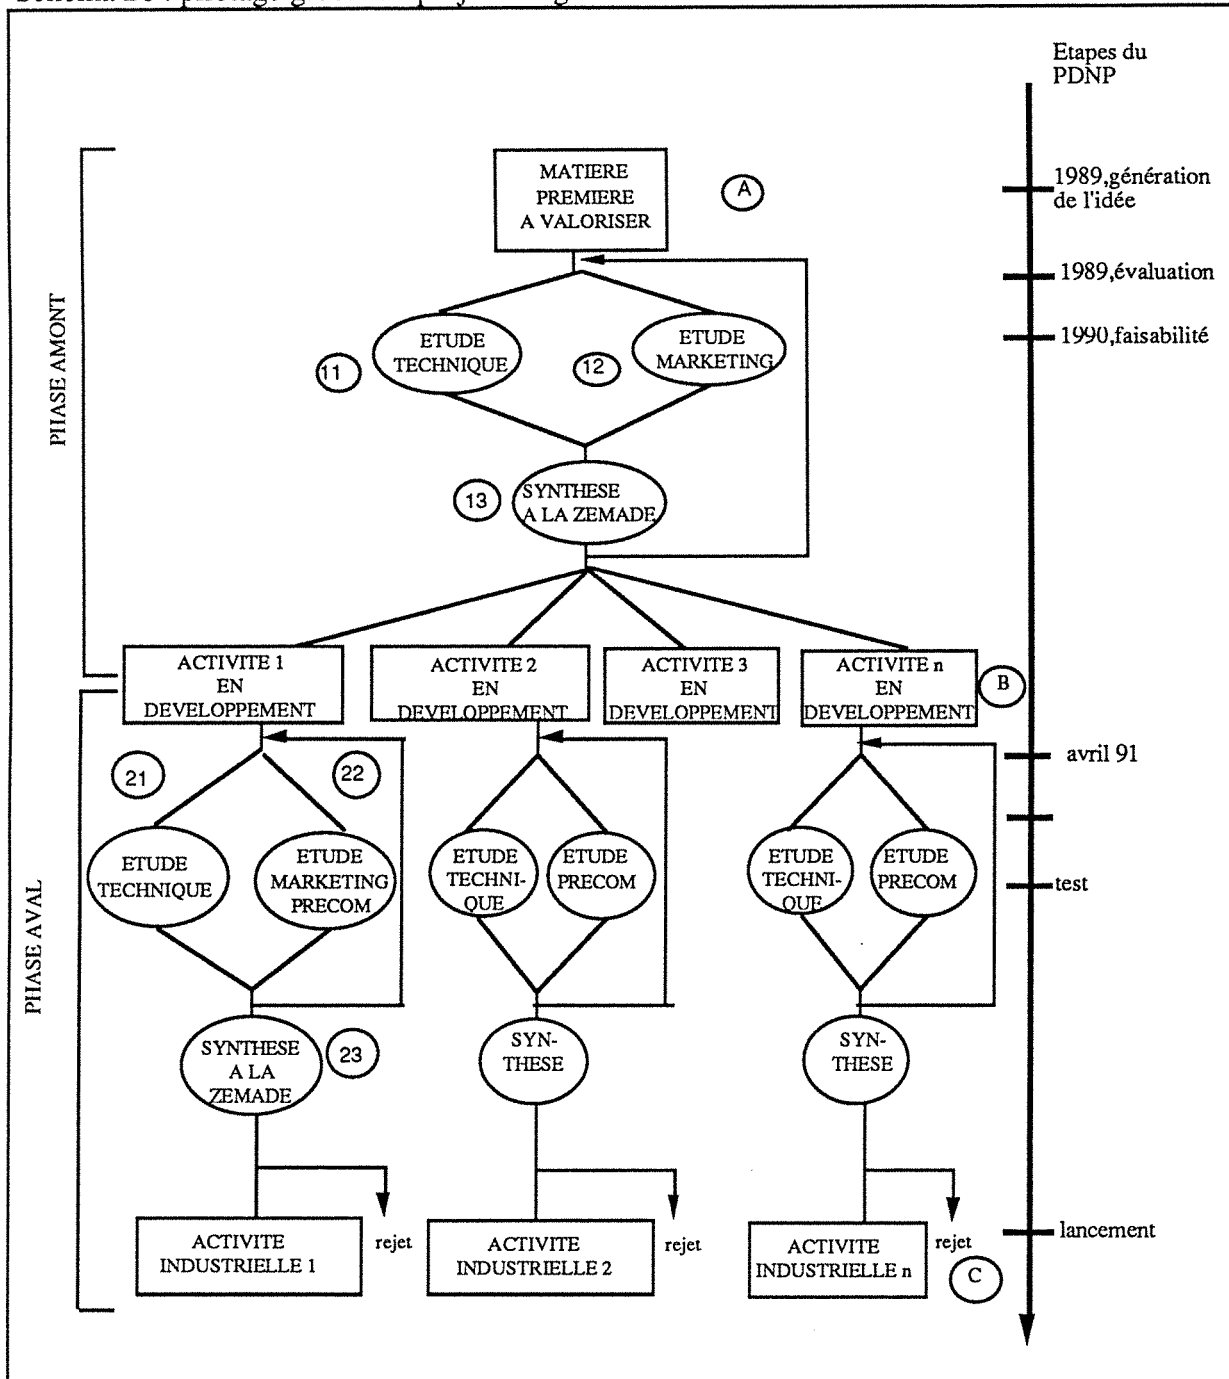 Etapes du
PDNP
MATIERE
PREMIERE
A VALORISER
A
1989,génération
de l'idée
1989,évaluation
1990,faisabilité
PHASE AMONT
ETUDE
TECHNIQUE
ETUDE
MARKETING
11
12
13
SYNTHESE
A LA ZEMADE
ACTIVITE 1
EN
DEVELOPPEMENT
ACTIVITE 2
EN
DEVELOPPEMENT
ACTIVITE 3
EN
DEVELOPPEMENT
ACTIVITE n
EN
DEVELOPPEMENT
B
avril 91
21
22
PHASE AVAL
ETUDE
TECHNIQUE
ETUDE
MARKETING
PRECOM
ETUDE
TECHNI-
QUE
ETUDE
PRECOM
ETUDE
TECHNI-
QUE
ETUDE
PRECOM
test
SYNTHESE
A LA
ZEMADE
23
SYN-
THESE
SYN-
THESE
ACTIVITE
INDUSTRIELLE 1
rejet
ACTIVITE
INDUSTRIELLE 2
rejet
ACTIVITE
INDUSTRIELLE n
rejet
C
lancement